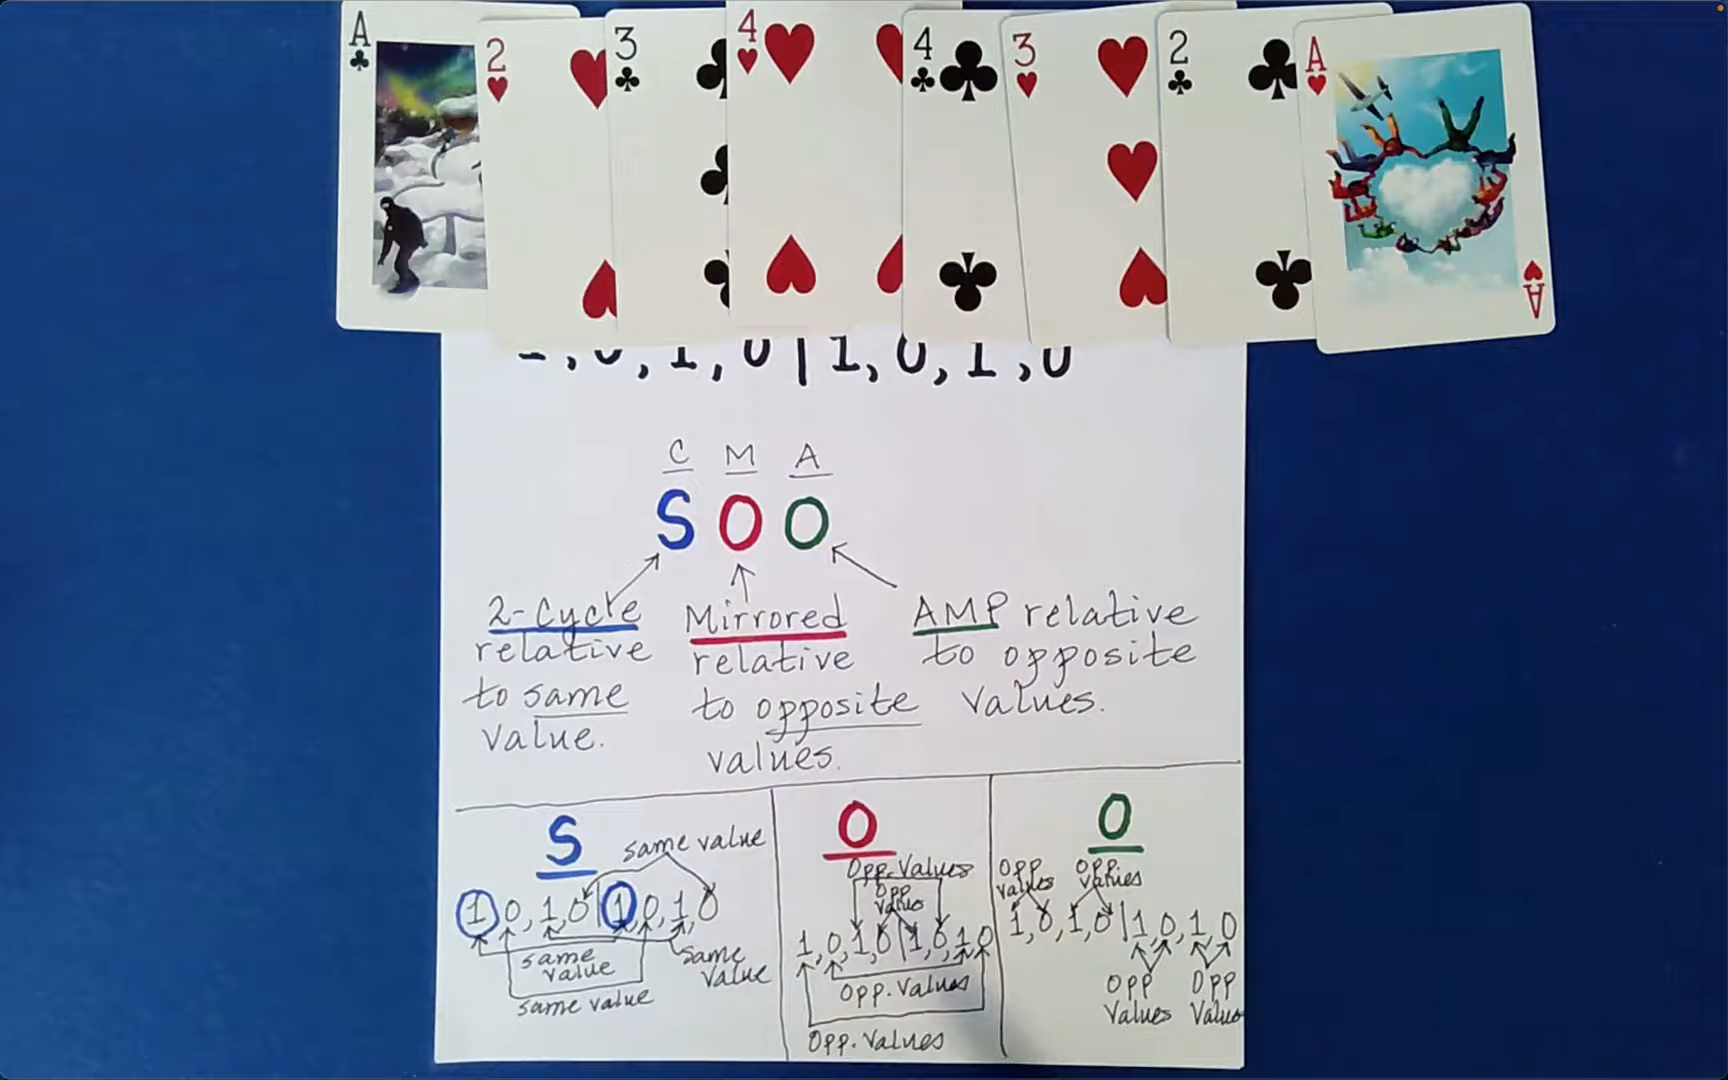 A 2 3 4 4 3 2 A
A
1,0,1,0|1,0,1,0
C M A
S O O
2-Cycle
relative
to same
value.
Mirrored
relative
to opposite
values.
AMP relative
to opposite
values.
S
same value
1,0,1,0|1,0,1,0
same
value
same
value
same value
O
Opp. Values
Opp
values
1,0,1,0|1,0,1,0
Opp. Values
Opp. Values
O
Opp
values
Opp.
values
1,0,1,0|1,0,1,0
Opp
Values
Opp
Value